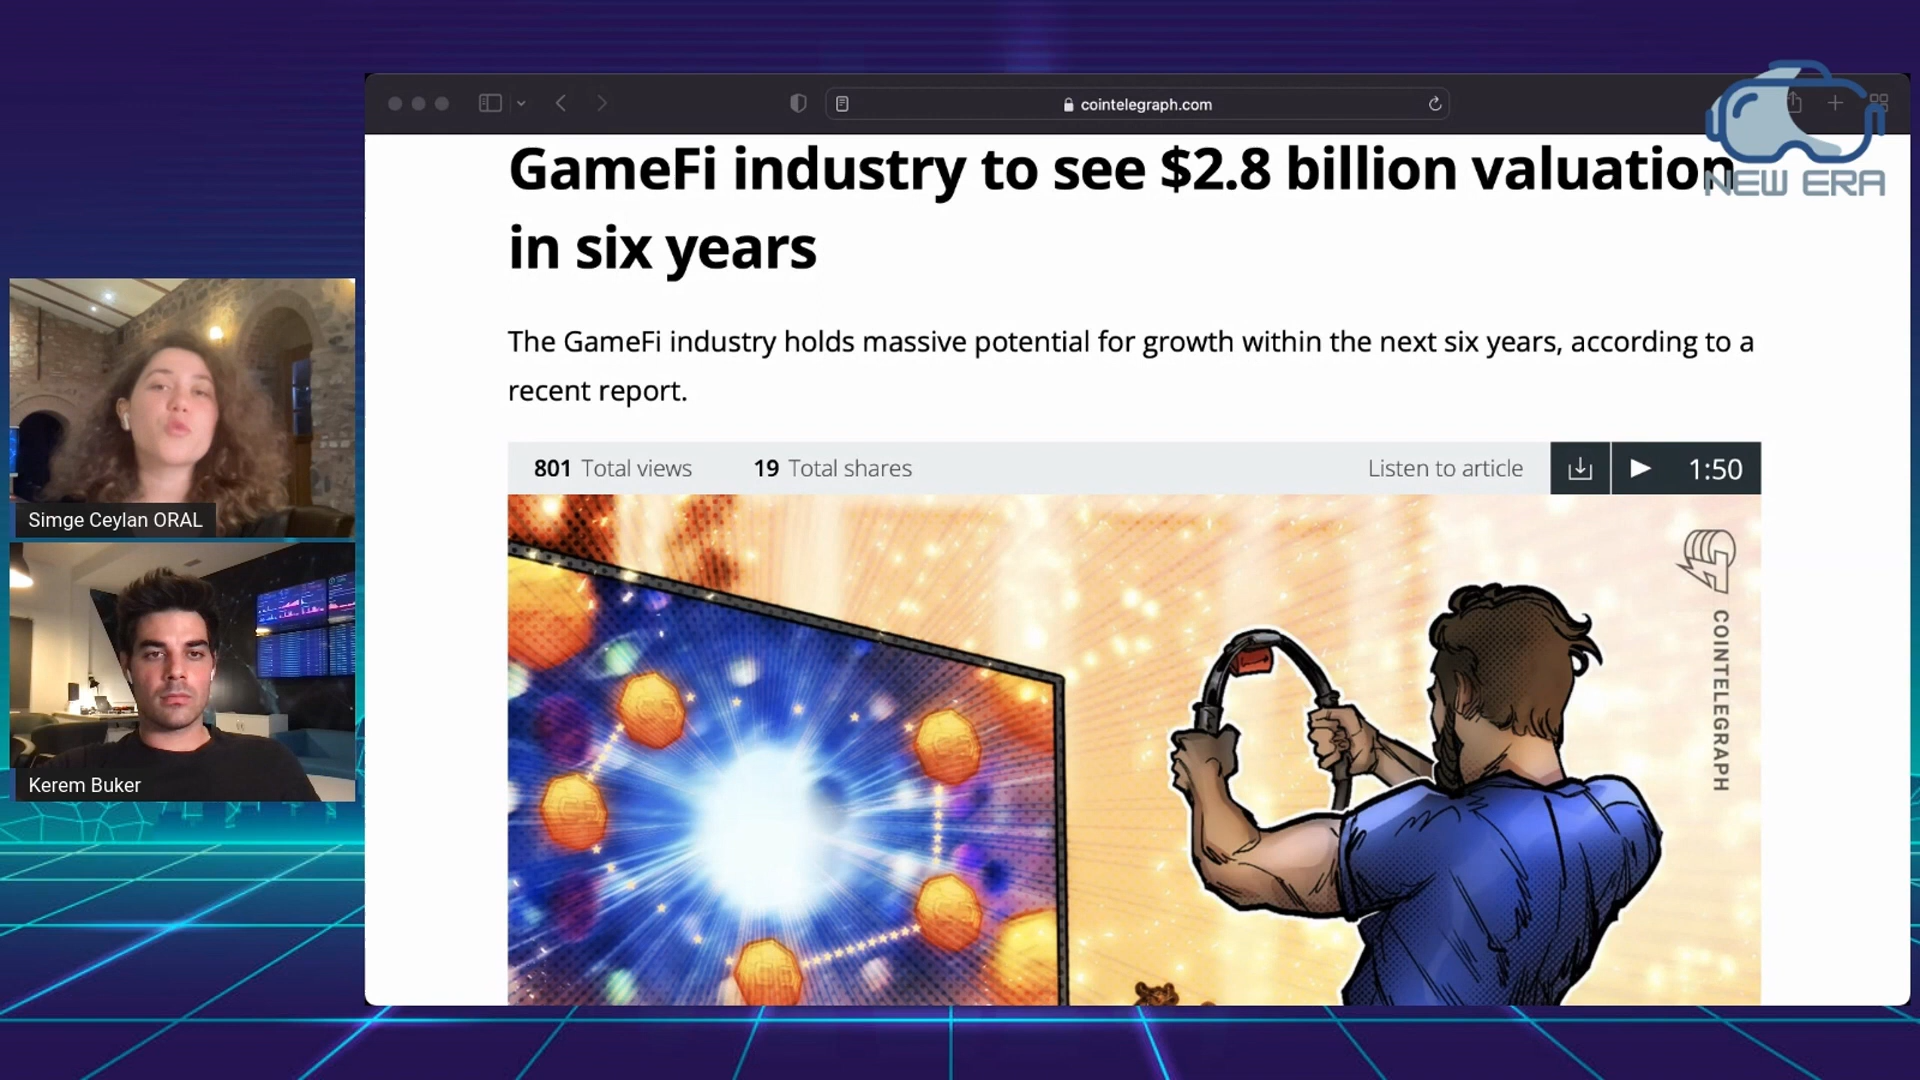 cointelegraph.com
NEW ERA
GameFi industry to see $2.8 billion valuation
in six years
The GameFi industry holds massive potential for growth within the next six years, according to a
recent report.
801 Total views 19 Total shares Listen to article 1:50
COINTELEGRAPH
Simge Ceylan ORAL
Kerem Buker